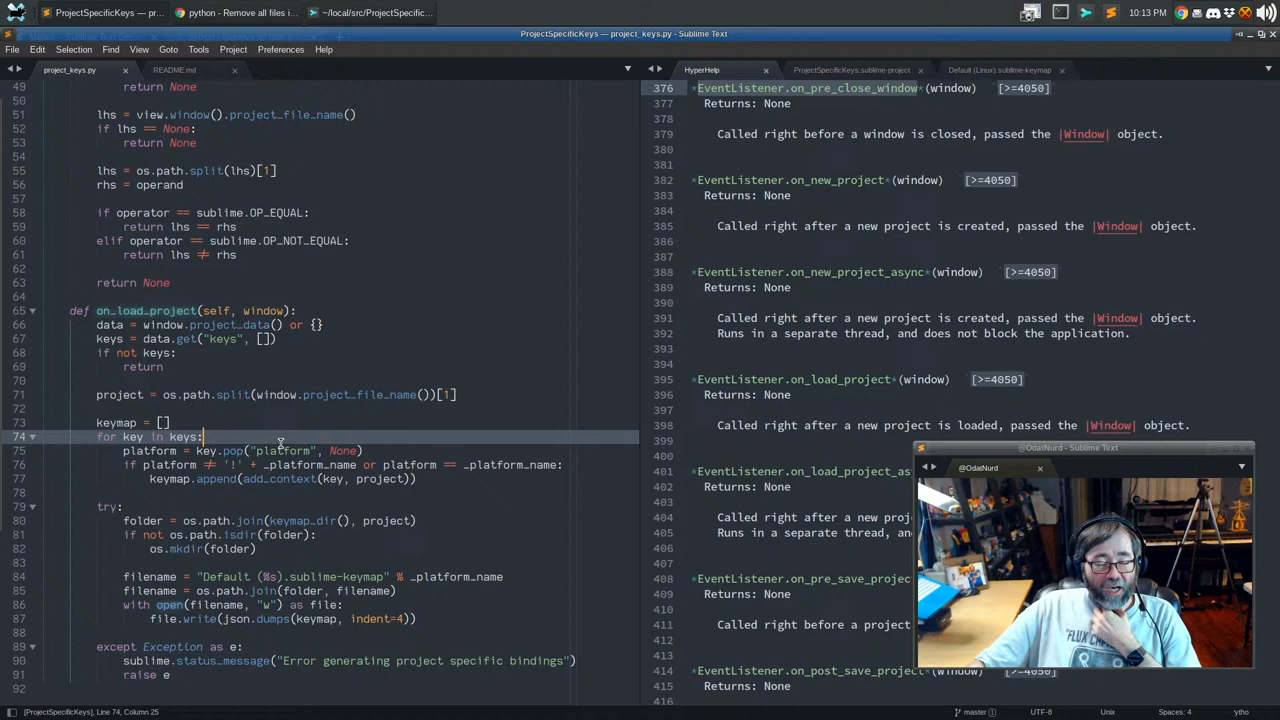 ProjectSpecificKeys — pro...
python - Remove all files i...
~/local/src/ProjectSpecific...
10:13 PM
ProjectSpecificKeys — project_keys.py - Sublime Text
File Edit Selection Find View Goto Tools Project Preferences Help
project_keys.py
README.md
49 return None
50
51 lhs = view.window().project_file_name()
52 if lhs == None:
53 return None
54
55 lhs = os.path.split(lhs)[1]
56 rhs = operand
57
58 if operator == sublime.OP_EQUAL:
59 return lhs == rhs
60 elif operator == sublime.OP_NOT_EQUAL:
61 return lhs ≠ rhs
62
63 return None
64
65 def on_load_project(self, window):
66 data = window.project_data() or {}
67 keys = data.get("keys", [])
68 if not keys:
69 return
70
71 project = os.path.split(window.project_file_name())[1]
72
73 keymap = []
74 for key in keys:
75 platform = key.pop("platform", None)
76 if platform ≠ '!' + _platform_name or platform == _platform_name:
77 keymap.append(add_context(key, project))
78
79 try:
80 folder = os.path.join(keymap_dir(), project)
81 if not os.path.isdir(folder):
82 os.mkdir(folder)
83
84 filename = "Default (%s).sublime-keymap" % _platform_name
85 filename = os.path.join(folder, filename)
86 with open(filename, "w") as file:
87 file.write(json.dumps(keymap, indent=4))
88
89 except Exception as e:
90 sublime.status_message("Error generating project specific bindings")
91 raise e
92
HyperHelp
ProjectSpecificKeys.sublime-project
Default (Linux).sublime-keymap
376 *EventListener.on_pre_close_window*(window) [>=4050]
377 Returns: None
378
379 Called right before a window is closed, passed the |Window| object.
380
381
382 *EventListener.on_new_project*(window) [>=4050]
383 Returns: None
384
385 Called right after a new project is created, passed the |Window| object.
386
387
388 *EventListener.on_new_project_async*(window) [>=4050]
389 Returns: None
390
391 Called right after a new project is created, passed the |Window| object.
392 Runs in a separate thread, and does not block the application.
393
394
395 *EventListener.on_load_project*(window) [>=4050]
396 Returns: None
397
398 Called right after a new project is loaded, passed the |Window| object.
399
400
401 *EventListener.on_load_project_as
402 Returns: None
403
404 Called right after a new proj
405 Runs in a separate thread, an
406
407
408 *EventListener.on_pre_save_project
409 Returns: None
410
411 Called right before a project
412
413
414 *EventListener.on_post_save_project
415 Returns: None
416
@OdatNurd - Sublime Text
@OdatNurd
"FLUX
[ProjectSpecificKeys], Line 74, Column 25
master 1
UTF-8
Unix
Spaces: 4
ytho